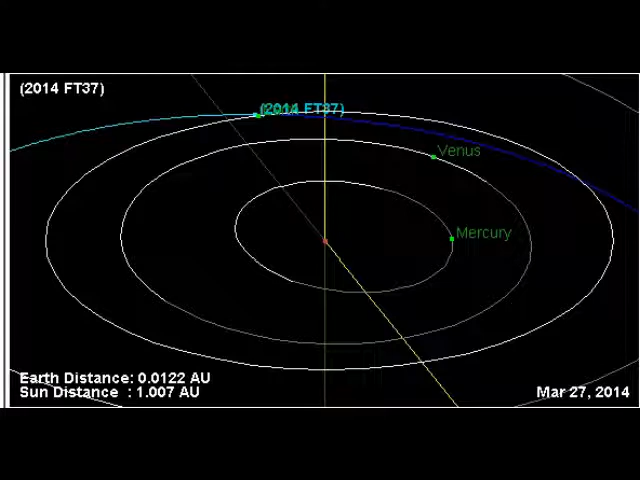 (2014 FT37)
(2014 FT37)
Venus
Mercury
Earth Distance: 0.0122 AU
Sun Distance : 1.007 AU
Mar 27, 2014